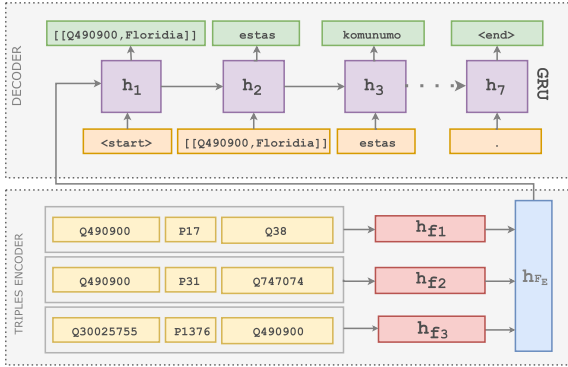 DECODER
[[Q490900,Floridia]] estas komunumo <end>
h1 h2 h3 . . . . h7 GRU
<start> [[Q490900,Floridia]] estas .
TRIPLES ENCODER
Q490900 P17 Q38 hf1
Q490900 P31 Q747074 hf2 hFE
Q30025755 P1376 Q490900 hf3